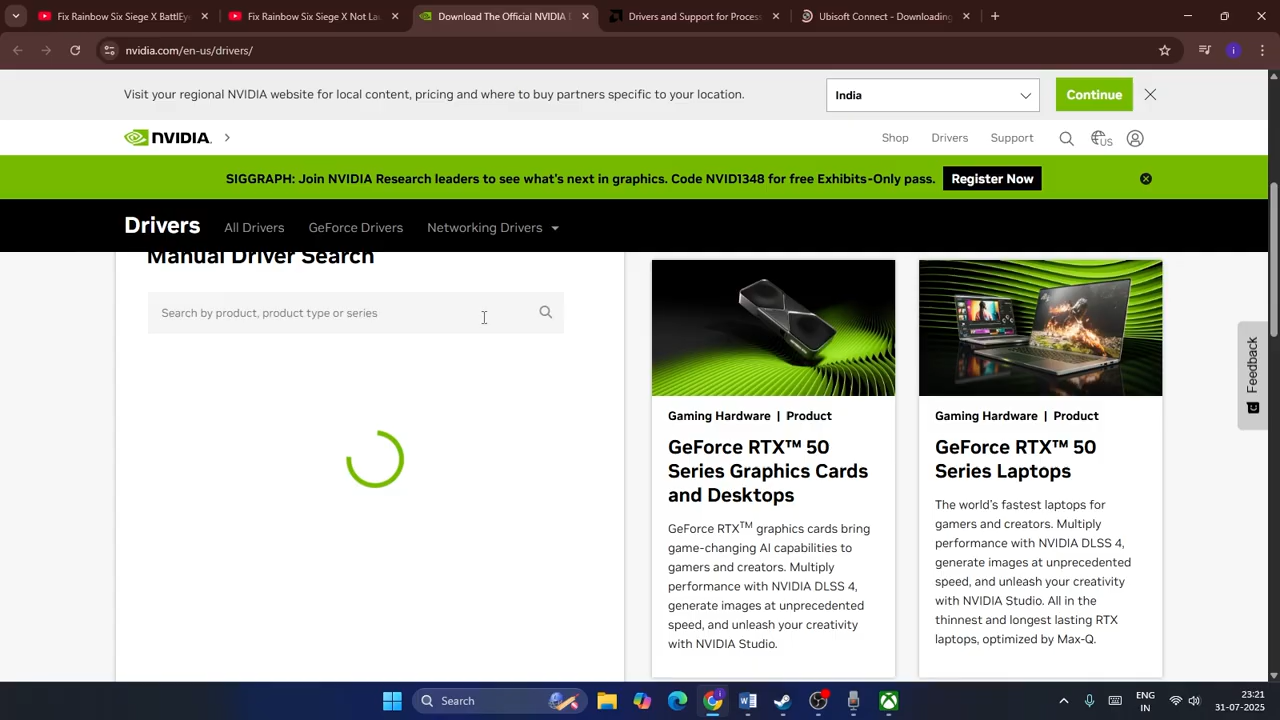 Fix Rainbow Six Siege X BattlEye
Fix Rainbow Six Siege X Not Lau
Download The Official NVIDIA
Drivers and Support for Process
Ubisoft Connect - Downloading
nvidia.com/en-us/drivers/
Visit your regional NVIDIA website for local content, pricing and where to buy partners specific to your location.
India
Continue
NVIDIA.
Shop
Drivers
Support
US
SIGGRAPH: Join NVIDIA Research leaders to see what's next in graphics. Code NVID1348 for free Exhibits-Only pass.
Register Now
Drivers
All Drivers
GeForce Drivers
Networking Drivers
Manual Driver Search
Search by product, product type or series
Gaming Hardware | Product
GeForce RTX™ 50
Series Graphics Cards
and Desktops
GeForce RTX™ graphics cards bring
game-changing AI capabilities to
gamers and creators. Multiply
performance with NVIDIA DLSS 4,
generate images at unprecedented
speed, and unleash your creativity
with NVIDIA Studio.
Gaming Hardware | Product
GeForce RTX™ 50
Series Laptops
The world's fastest laptops for
gamers and creators. Multiply
performance with NVIDIA DLSS 4,
generate images at unprecedented
speed, and unleash your creativity
with NVIDIA Studio. All in the
thinnest and longest lasting RTX
laptops, optimized by Max-Q.
Feedback
Search
ENG
IN
23:21
31-07-2025